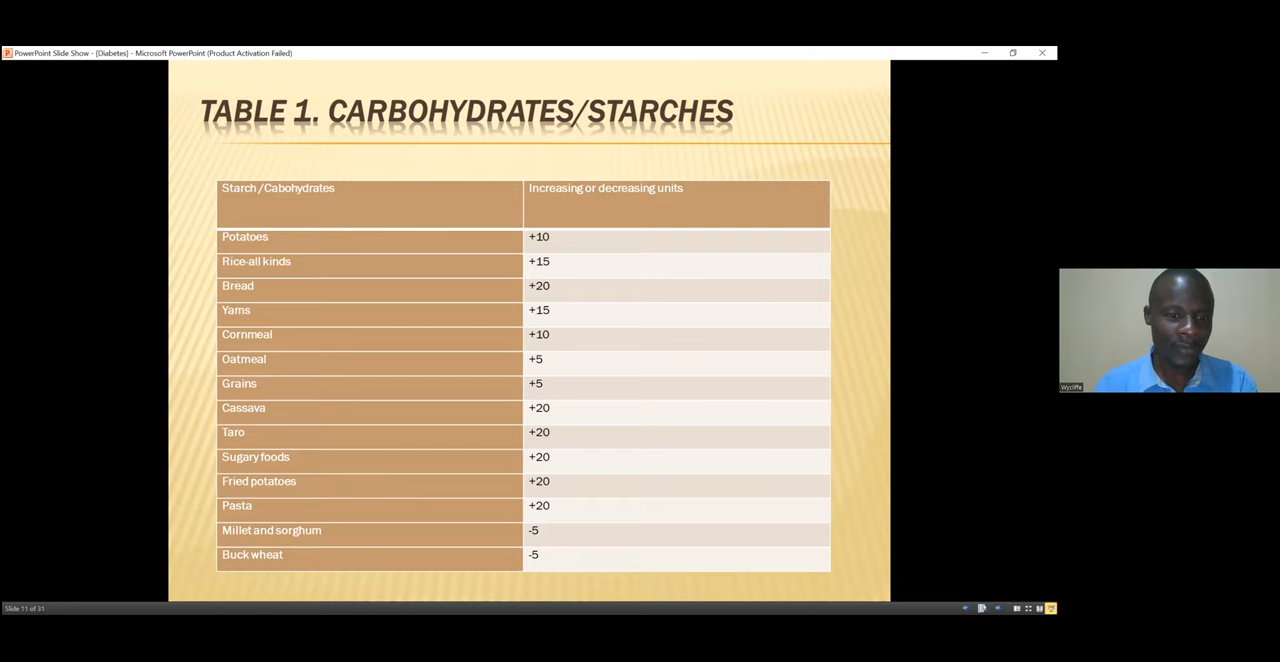 PowerPoint Slide Show - [Diabetes] - Microsoft PowerPoint (Product Activation Failed)
TABLE 1. CARBOHYDRATES/STARCHES
Starch /Cabohydrates Increasing or decreasing units
Potatoes +10
Rice-all kinds +15
Bread +20
Yams +15
Cornmeal +10
Oatmeal +5
Grains +5
Cassava +20
Taro +20
Sugary foods +20
Fried potatoes +20
Pasta +20
Millet and sorghum -5
Buck wheat -5
Wycliffe
Slide 11 of 31